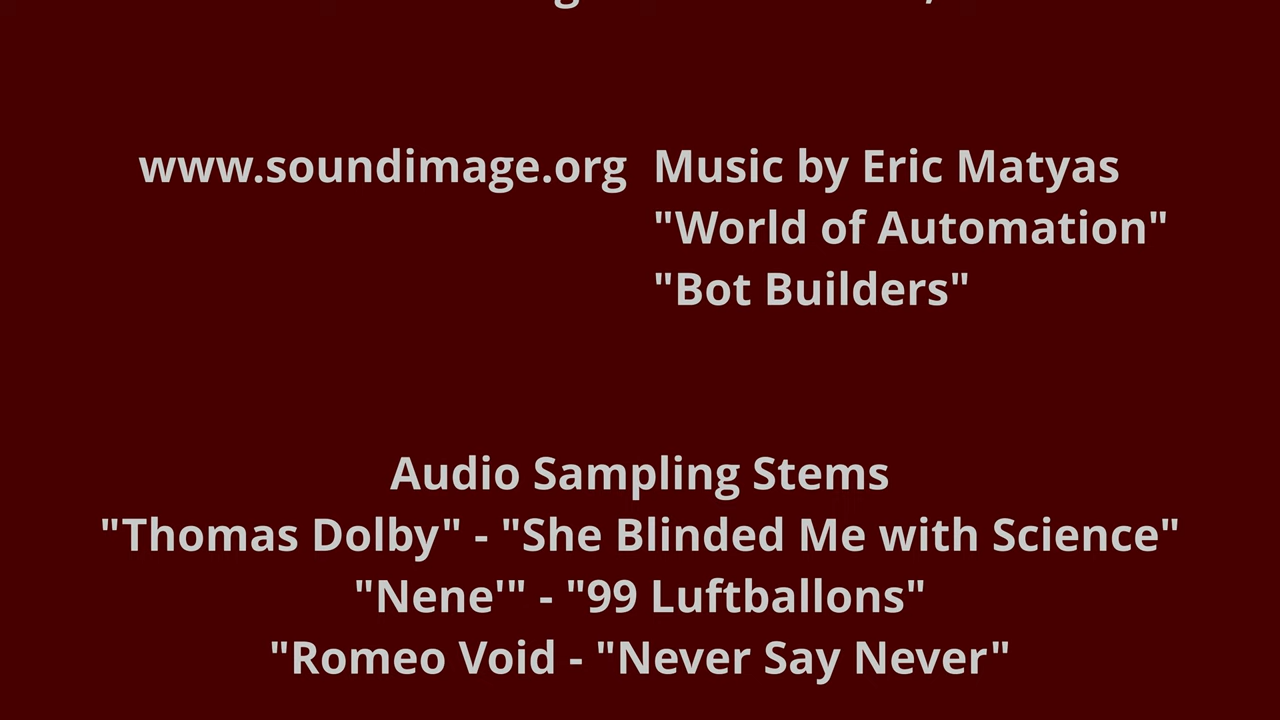 www.soundimage.org Music by Eric Matyas
"World of Automation"
"Bot Builders"
Audio Sampling Stems
"Thomas Dolby" - "She Blinded Me with Science"
"Nene'" - "99 Luftballons"
"Romeo Void - "Never Say Never"